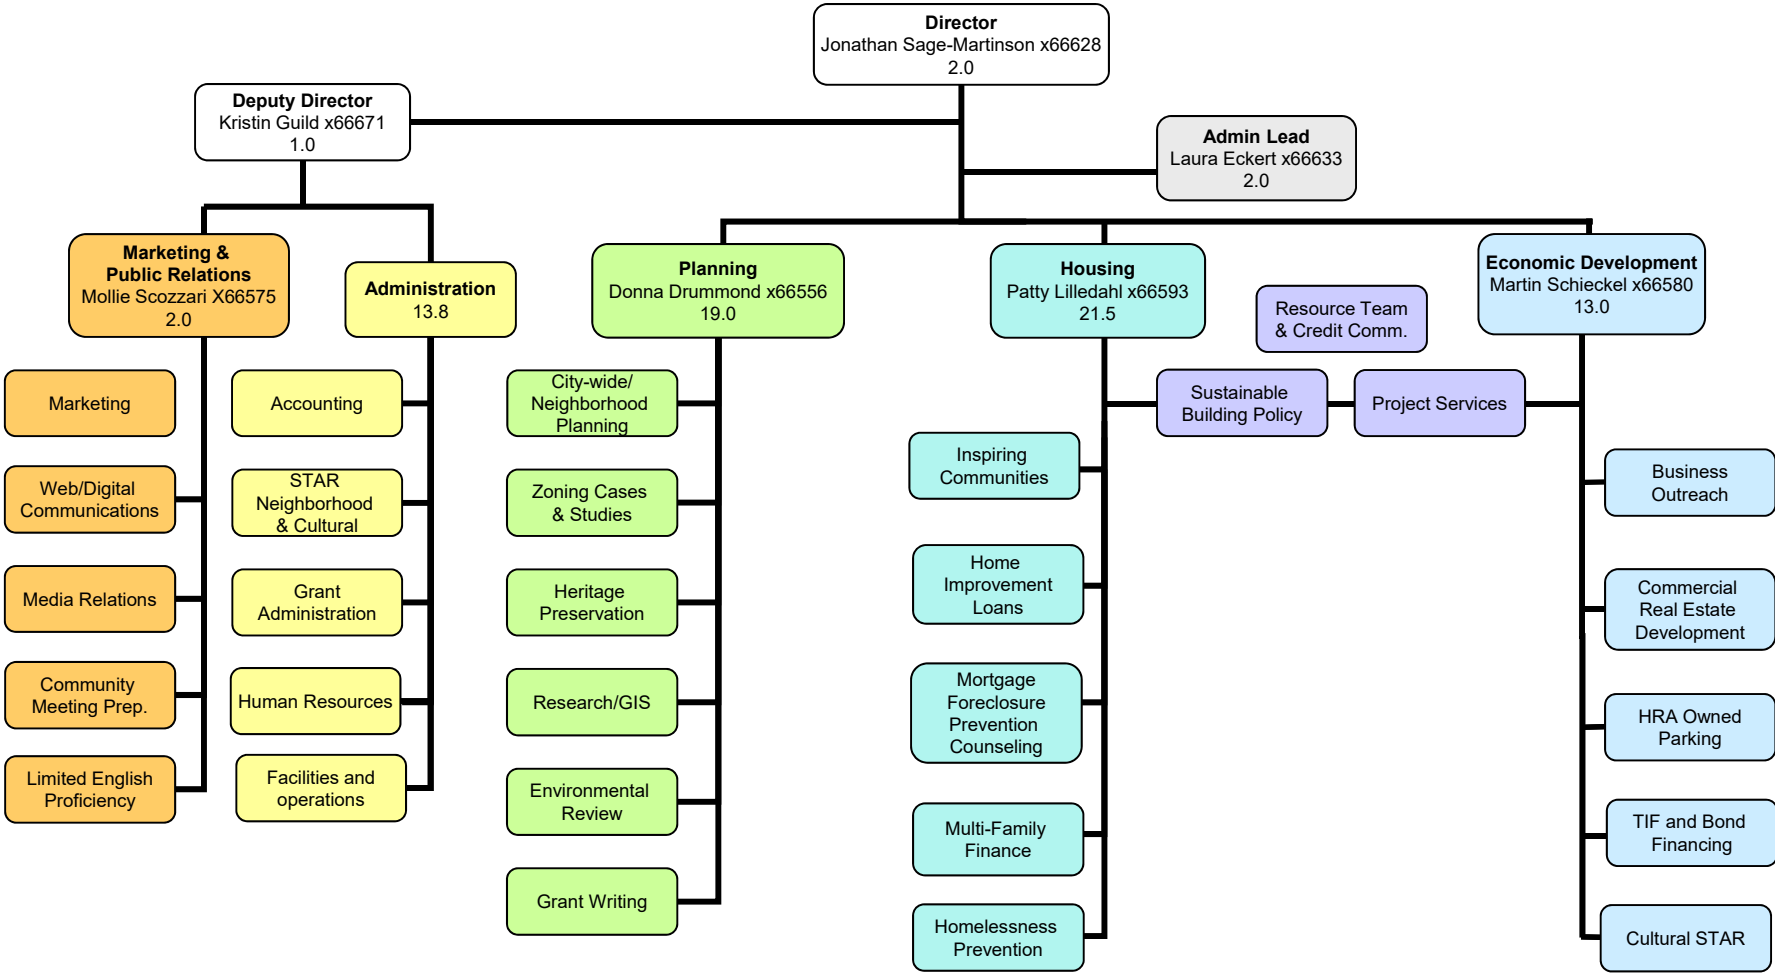 Director
Jonathan Sage-Martinson x66628
2.0
Deputy Director
Kristin Guild x66671
1.0
Admin Lead
Laura Eckert x66633
2.0
Marketing &
Public Relations
Mollie Scozzari X66575
2.0
Administration
13.8
Planning
Donna Drummond x66556
19.0
Housing
Patty Lilledahl x66593
21.5
Resource Team
& Credit Comm.
Economic Development
Martin Schieckel x66580
13.0
Marketing
Web/Digital
Communications
Media Relations
Community
Meeting Prep.
Limited English
Proficiency
Accounting
STAR
Neighborhood
& Cultural
Grant
Administration
Human Resources
Facilities and
operations
City-wide/
Neighborhood
Planning
Zoning Cases
& Studies
Heritage
Preservation
Research/GIS
Environmental
Review
Grant Writing
Sustainable
Building Policy
Project Services
Inspiring
Communities
Home
Improvement
Loans
Mortgage
Foreclosure
Prevention
Counseling
Multi-Family
Finance
Homelessness
Prevention
Business
Outreach
Commercial
Real Estate
Development
HRA Owned
Parking
TIF and Bond
Financing
Cultural STAR